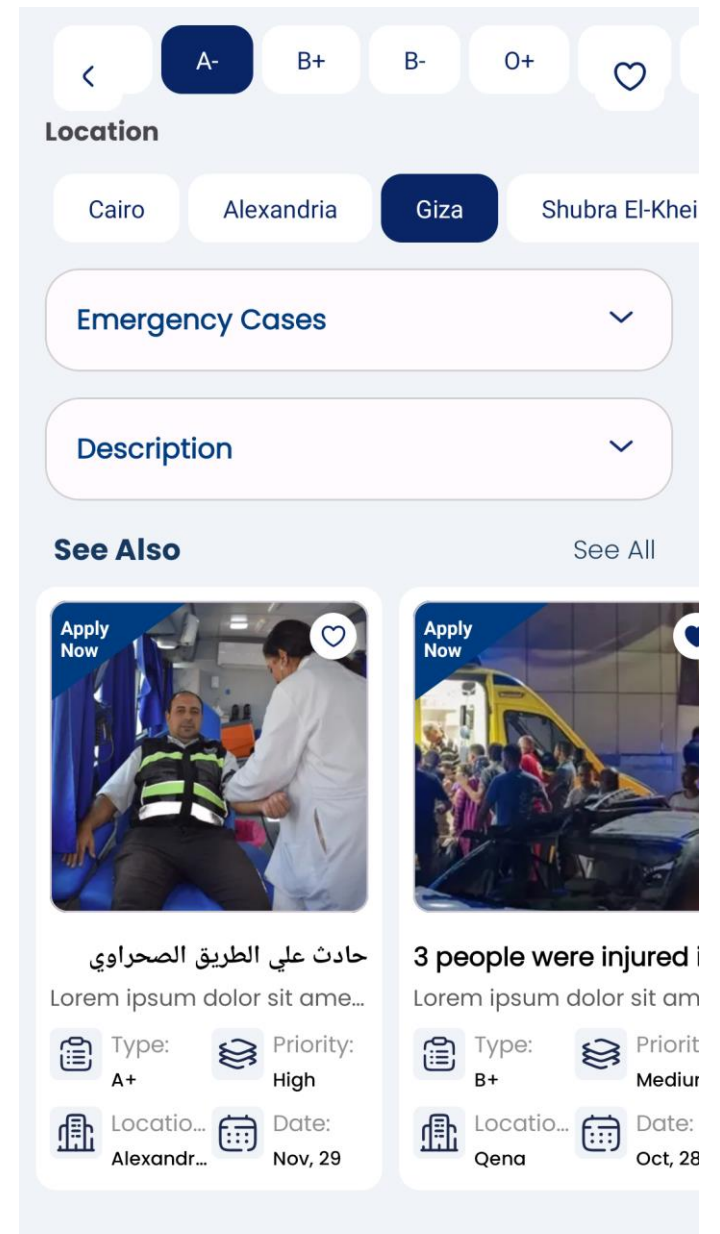 A- B+ B- O+
Location
Cairo Alexandria Giza Shubra El-Khei
Emergency Cases
Description
See Also See All
Apply
Now
حادث علي الطريق الصحراوي
Lorem ipsum dolor sit ame...
Type: Priority:
A+ High
Locatio... Date:
Alexandr... Nov, 29
Apply
Now
3 people were injured i
Lorem ipsum dolor sit am
Type: Priorit
B+ Mediur
Locatio... Date:
Qena Oct, 28